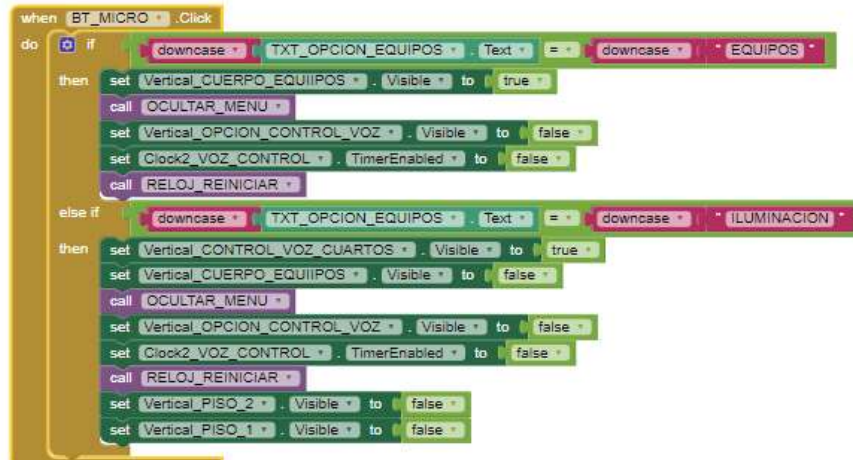 when BT_MICRO .Click
do if downcase TXT_OPCION_EQUIPOS . Text = downcase " EQUIPOS "
then set Vertical_CUERPO_EQUIIPOS . Visible to true
call OCULTAR_MENU
set Vertical_OPCION_CONTROL_VOZ . Visible to false
set Clock2_VOZ_CONTROL . TimerEnabled to false
call RELOJ_REINICIAR
else if downcase TXT_OPCION_EQUIPOS . Text = downcase " ILUMINACION "
then set Vertical_CONTROL_VOZ_CUARTOS . Visible to true
set Vertical_CUERPO_EQUIIPOS . Visible to false
call OCULTAR_MENU
set Vertical_OPCION_CONTROL_VOZ . Visible to false
set Clock2_VOZ_CONTROL . TimerEnabled to false
call RELOJ_REINICIAR
set Vertical_PISO_2 . Visible to false
set Vertical_PISO_1 . Visible to false